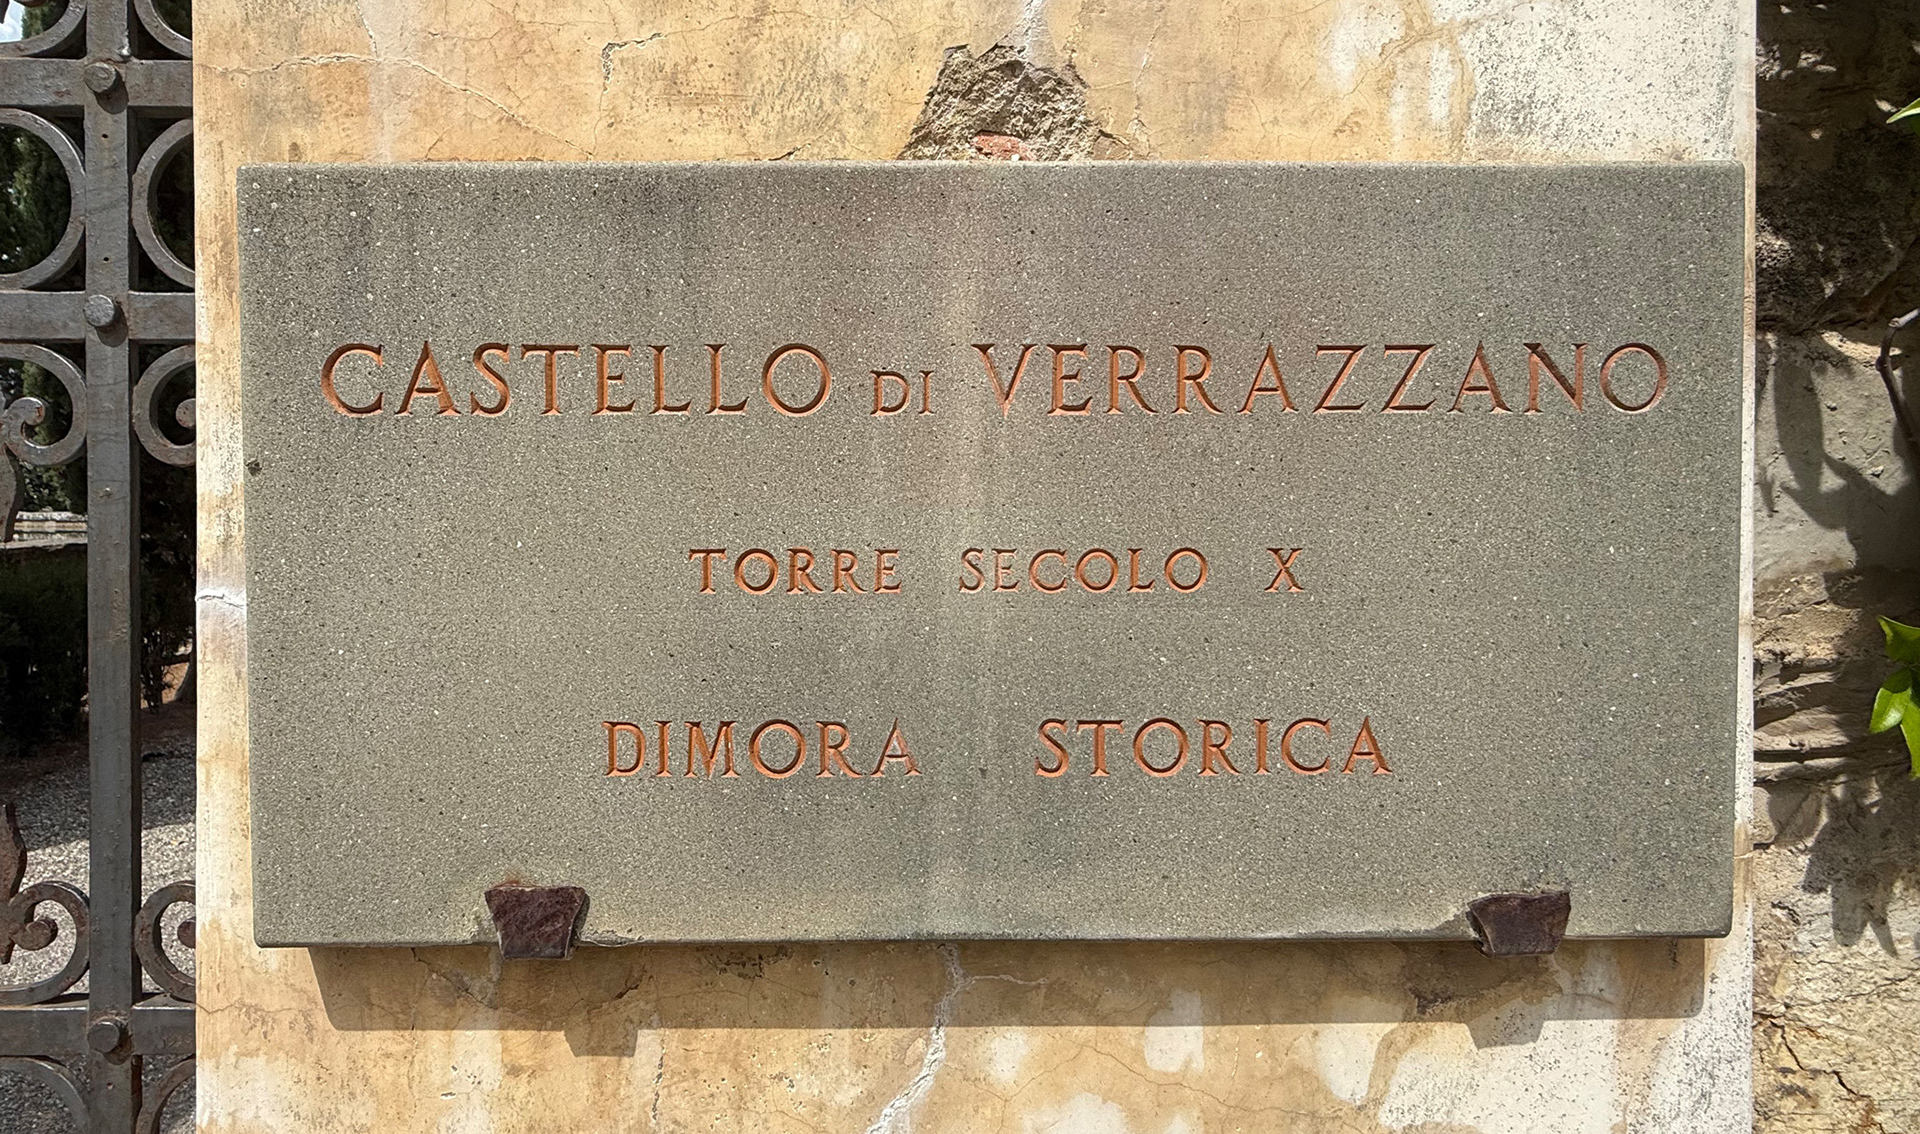 CASTELLO DI VERRAZZANO
TORRE SECOLO X
DIMORA STORICA